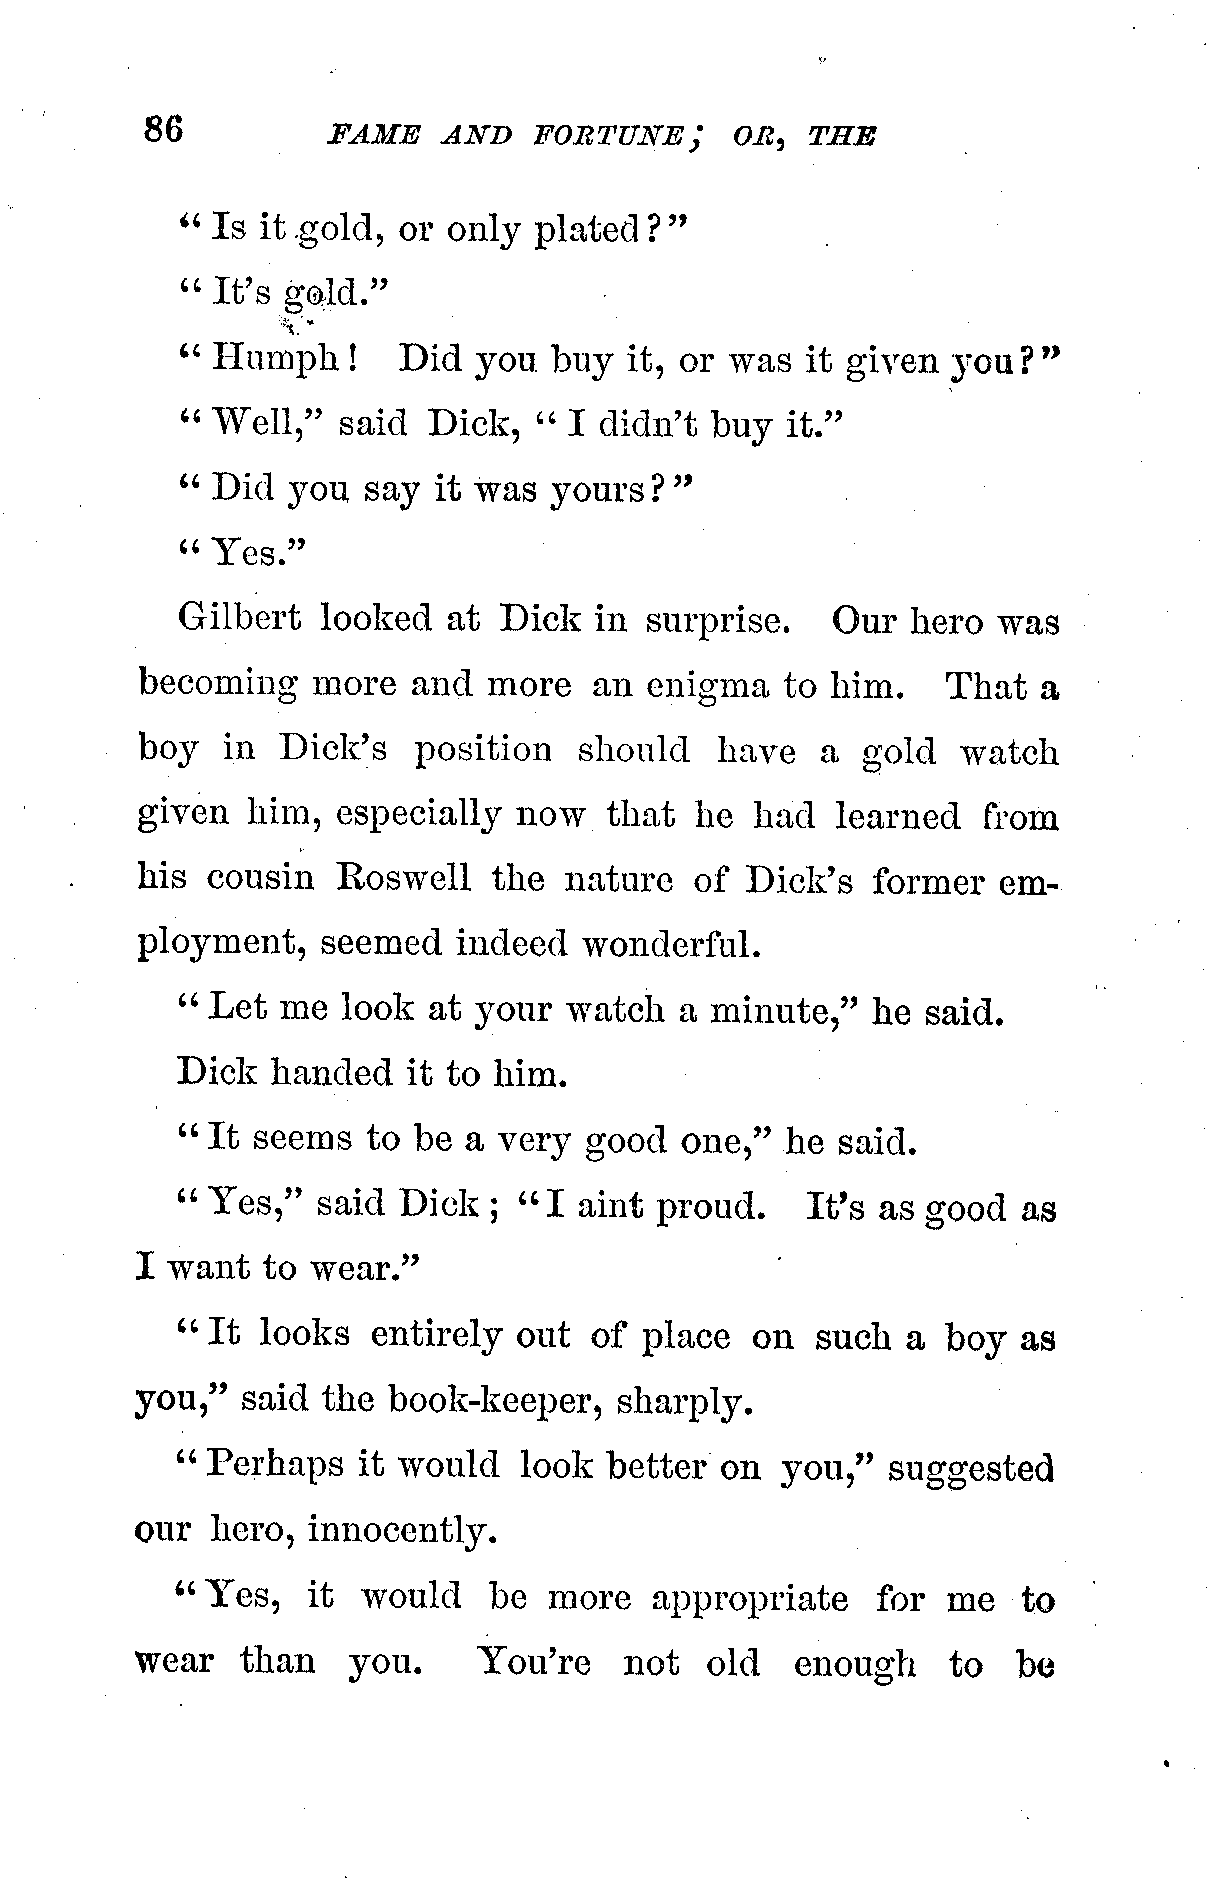 86 FAME AND FORTUNE; OR, THE
“Is it gold, or only plated?”
“It's gold.”
“Humph! Did you buy it, or was it given you?”
“Well,” said Dick, “I didn't buy it.”
“Did you say it was yours?”
“Yes.”
Gilbert looked at Dick in surprise. Our hero was
becoming more and more an enigma to him. That a
boy in Dick's position should have a gold watch
given him, especially now that he had learned from
his cousin Roswell the nature of Dick's former em-
ployment, seemed indeed wonderful.
“Let me look at your watch a minute,” he said.
Dick handed it to him.
“It seems to be a very good one,” he said.
“Yes,” said Dick; “I aint proud. It's as good as
I want to wear.”
“It looks entirely out of place on such a boy as
you,” said the book-keeper, sharply.
“Perhaps it would look better on you,” suggested
our hero, innocently.
“Yes, it would be more appropriate for me to
wear than you. You're not old enough to be